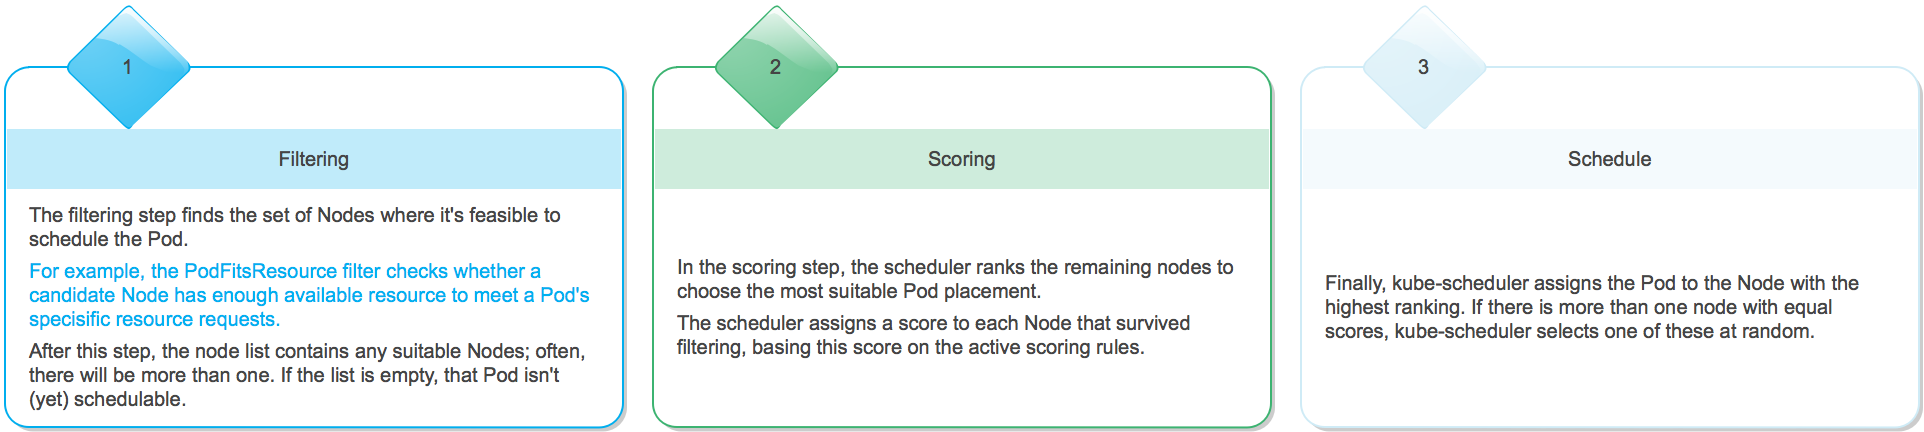 1
Filtering
The filtering step finds the set of Nodes where it's feasible to
schedule the Pod.
For example, the PodFitsResource filter checks whether a
candidate Node has enough available resource to meet a Pod's
specisific resource requests.
After this step, the node list contains any suitable Nodes; often,
there will be more than one. If the list is empty, that Pod isn't
(yet) schedulable.
2
Scoring
In the scoring step, the scheduler ranks the remaining nodes to
choose the most suitable Pod placement.
The scheduler assigns a score to each Node that survived
filtering, basing this score on the active scoring rules.
3
Schedule
Finally, kube-scheduler assigns the Pod to the Node with the
highest ranking. If there is more than one node with equal
scores, kube-scheduler selects one of these at random.